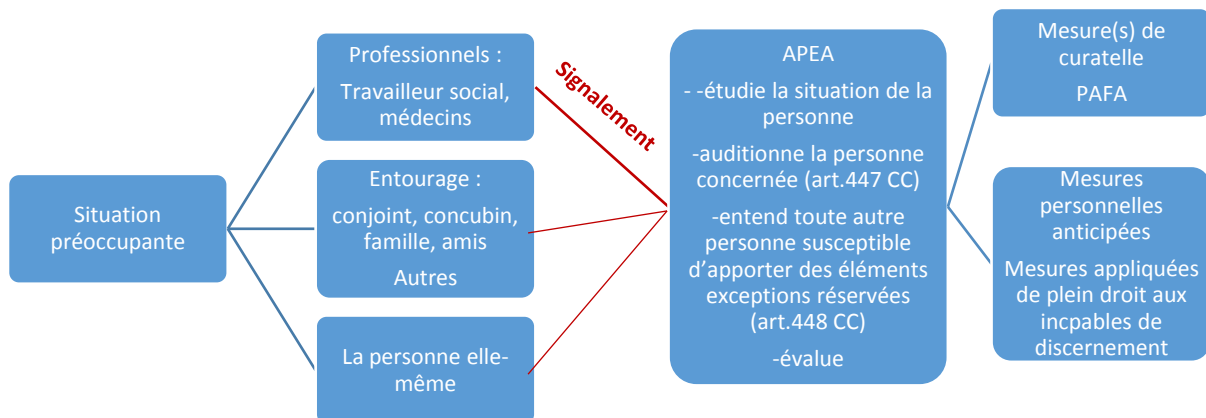 Situation
préoccupante
Professionnels :
Travailleur social,
médecins
Entourage :
conjoint, concubin,
famille, amis
Autres
La personne elle-
même
Signalement
APEA
- -étudie la situation de la
personne
-auditionne la personne
concernée (art.447 CC)
-entend toute autre
personne susceptible
d’apporter des éléments
exceptions réservées
(art.448 CC)
-évalue
Mesure(s) de
curatelle
PAFA
Mesures
personnelles
anticipées
Mesures appliquées
de plein droit aux
incpables de
discernement